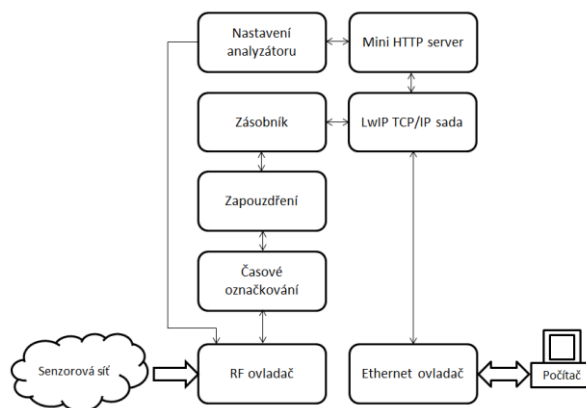 Nastavení
analyzátoru
Mini HTTP server
Zásobník
LwIP TCP/IP sada
Zapouzdření
Časové
označkování
Senzorová síť
RF ovladač
Ethernet ovladač
Počítač